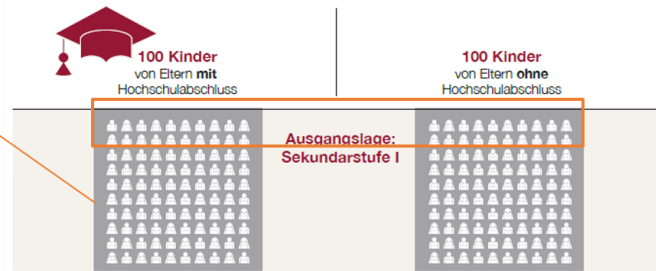 100 Kinder
von Eltern mit
Hochschulabschluss
100 Kinder
von Eltern ohne
Hochschulabschluss
Ausgangslage:
Sekundarstufe I